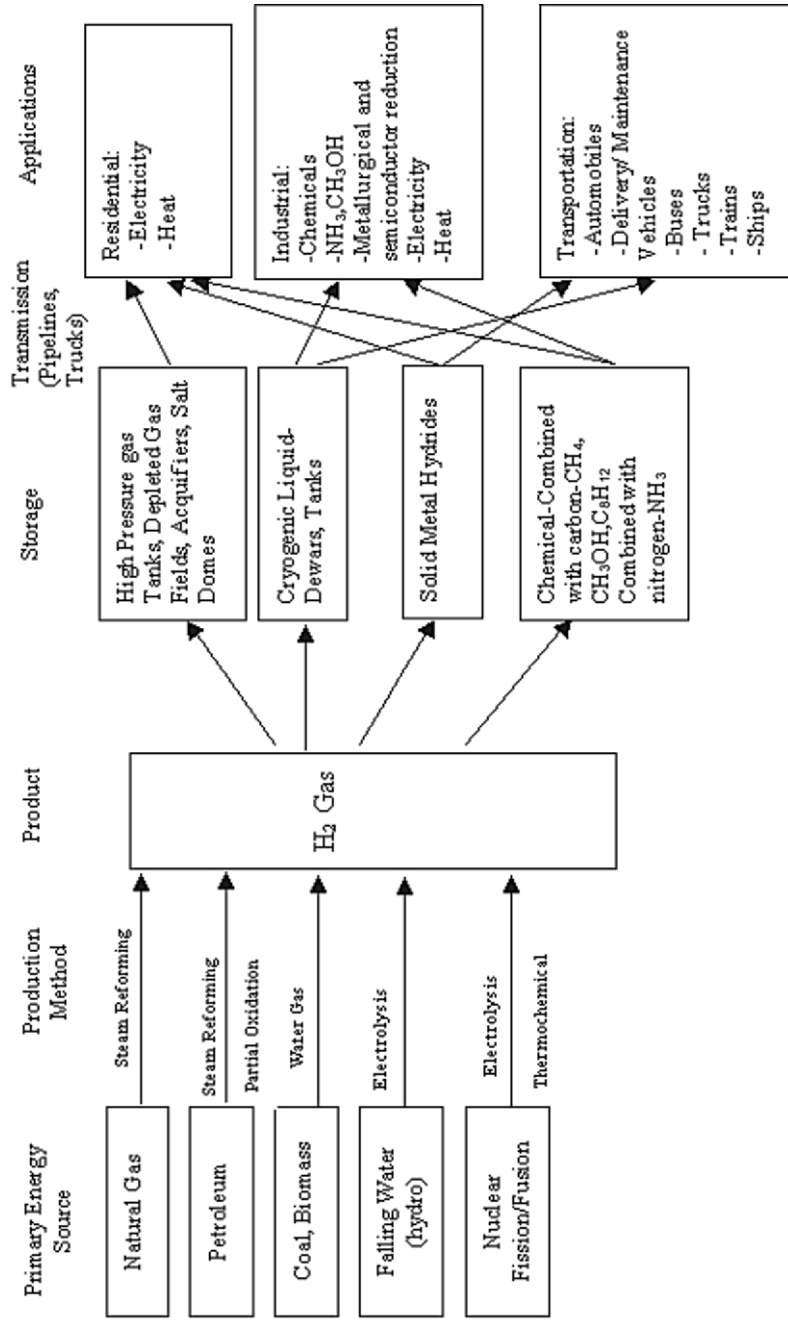 Primary Energy
Source
Production
Method
Product
Storage
Transmission
(Pipelines,
Trucks)
Applications
Natural Gas
Petroleum
Coal, Biomass
Falling Water
(hydro)
Nuclear
Fission/Fusion
Steam Reforming
Steam Reforming
Partial Oxidation
Water Gas
Electrolysis
Electrolysis
Thermochemical
H₂ Gas
High Pressure gas
Tanks, Depleted Gas
Fields, Acquifiers, Salt
Domes
Cryogenic Liquid-
Dewars, Tanks
Solid Metal Hydrides
Chemical-Combined
with carbon-CH₄,
CH₃OH,C₈H₁₂
Combined with
nitrogen-NH₃
Residential:
-Electricity
-Heat
Industrial:
-Chemicals
-NH₃,CH₃OH
-Metallurgical and
semiconductor reduction
-Electricity
-Heat
Transportation:
-Automobiles
-Delivery/ Maintenance
Vehicles
-Buses
- Trucks
-Trains
-Ships